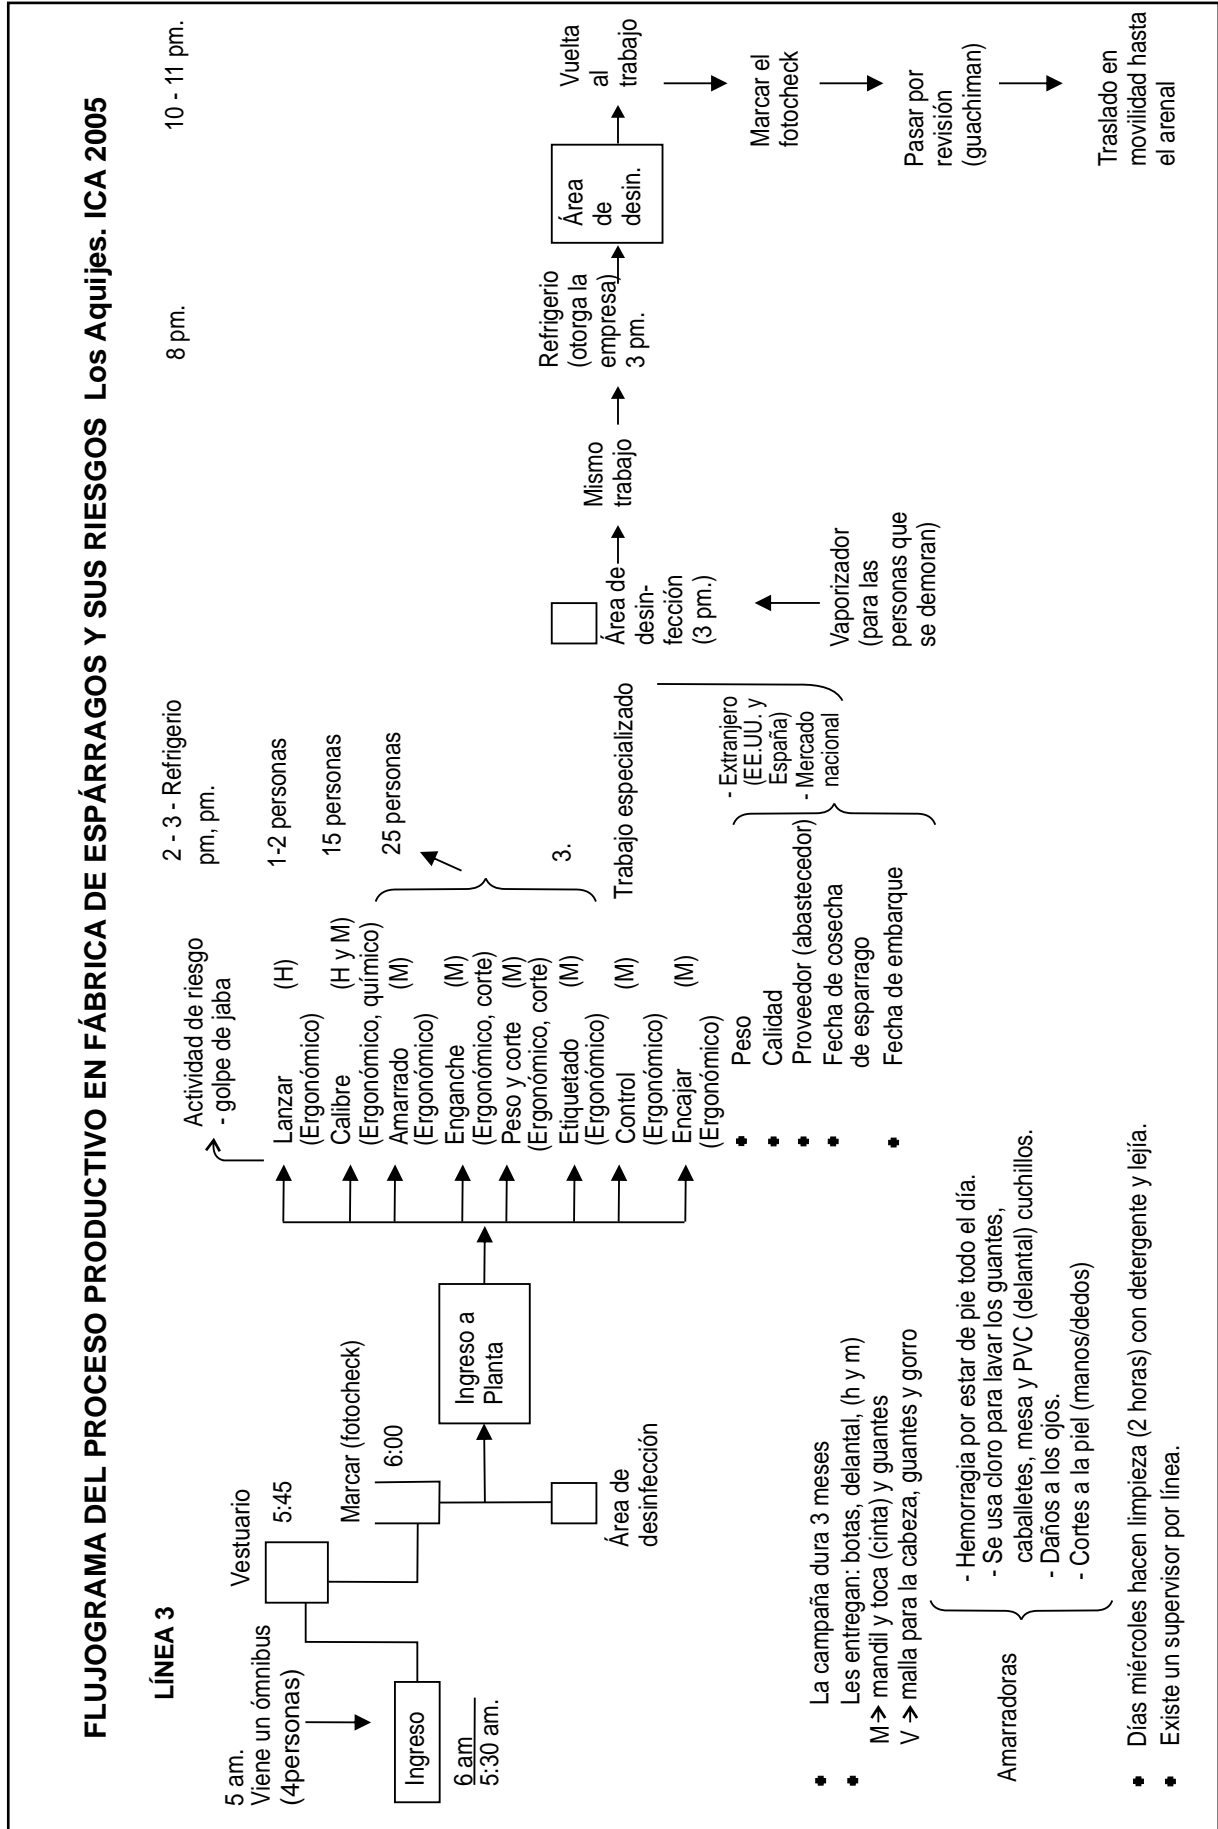 FLUJOGRAMA DEL PROCESO PRODUCTIVO EN FÁBRICA DE ESPÁRRAGOS Y SUS RIESGOS Los Aquijes. ICA 2005
LÍNEA 3
5 am.
Viene un ómnibus
(4personas)
Ingreso
6 am
5:30 am.
Vestuario
5:45
Marcar (fotocheck)
6:00
Área de
desinfección
Ingreso a
Planta
Actividad de riesgo
- golpe de jaba
Lanzar (H)
(Ergonómico)
Calibre (H y M)
(Ergonómico, químico)
Amarrado (M)
(Ergonómico)
Enganche (M)
(Ergonómico, corte)
Peso y corte (M)
(Ergonómico, corte)
Etiquetado (M)
(Ergonómico)
Control (M)
(Ergonómico)
Encajar (M)
(Ergonómico)
2 - 3 - Refrigerio
pm, pm.
1-2 personas
15 personas
25 personas
3.
Trabajo especializado
• Peso
• Calidad
• Proveedor (abastecedor)
• Fecha de cosecha
de esparrago
• Fecha de embarque
- Extranjero
(EE.UU. y
España)
- Mercado
nacional
Área de
desin-
fección
(3 pm.)
Vaporizador
(para las
personas que
se demoran)
Mismo
trabajo
8 pm.
Refrigerio
(otorga la
empresa)
3 pm.
Área
de
desin.
10 - 11 pm.
Vuelta
al
trabajo
Marcar el
fotocheck
Pasar por
revisión
(guachiman)
Traslado en
movilidad hasta
el arenal
• La campaña dura 3 meses
• Les entregan: botas, delantal, (h y m)
M → mandil y toca (cinta) y guantes
V → malla para la cabeza, guantes y gorro
Amarradoras
- Hemorragia por estar de pie todo el día.
- Se usa cloro para lavar los guantes,
caballetes, mesa y PVC (delantal) cuchillos.
- Daños a los ojos.
- Cortes a la piel (manos/dedos)
• Días miércoles hacen limpieza (2 horas) con detergente y lejía.
• Existe un supervisor por línea.